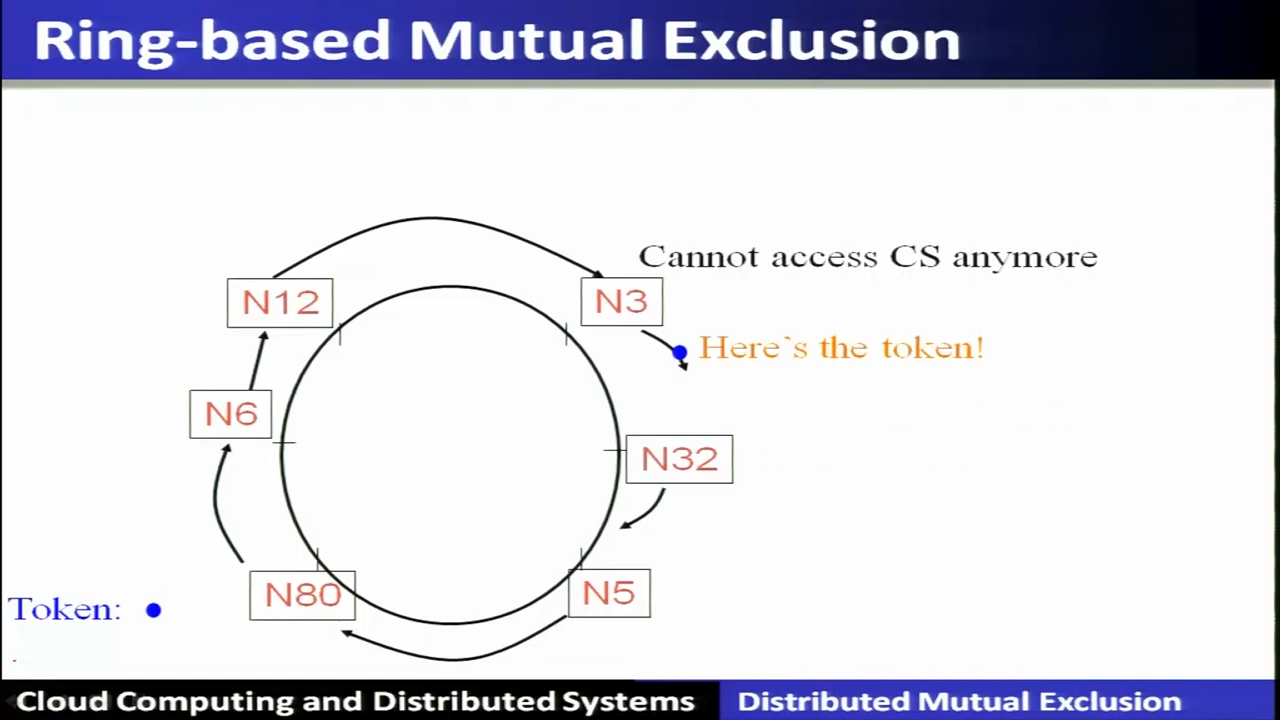 Ring-based Mutual Exclusion
Cannot access CS anymore
N12
N3
Here`s the token!
N6
N32
N80
N5
Token:
Cloud Computing and Distributed Systems
Distributed Mutual Exclusion